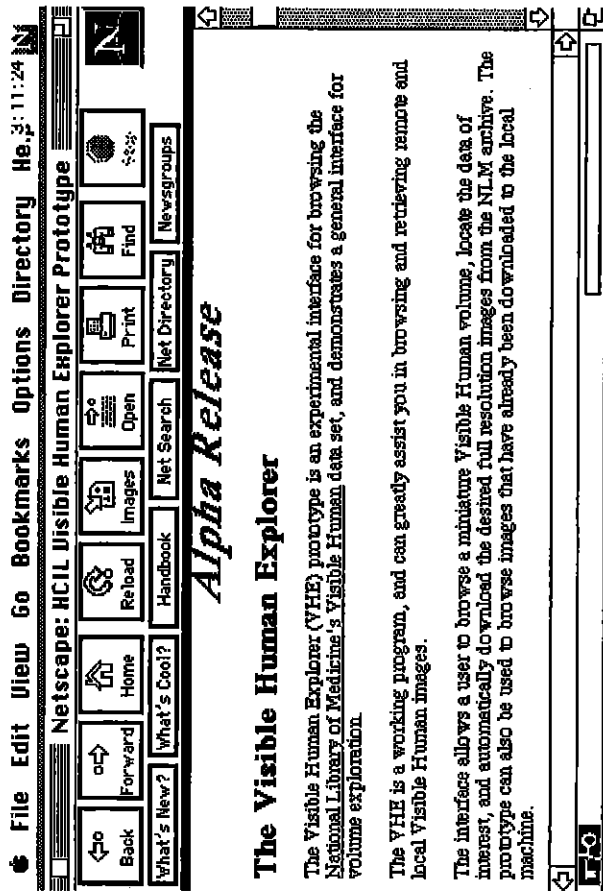 File Edit View Go Bookmarks Options Directory 3:11:24
Netscape: HCIL Visible Human Explorer Prototype
Back Forward Home Reload Images Open Print Find
N
What's New? What's Cool? Handbook Net Search Net Directory Newsgroups
Alpha Release
The Visible Human Explorer
The Visible Human Explorer (VHE) prototype is an experimental interface for browsing the
National Library of Medicine's Visible Human data set, and demonstrates a general interface for
volume exploration.
The VHE is a working program, and can greatly assist you in browsing and retrieving remote and
local Visible Human images.
The interface allows a user to browse a miniature Visible Human volume, locate the data of
interest, and automatically download the desired full resolution images from the NLM archive. The
prototype can also be used to browse images that have already been downloaded to the local
machine.